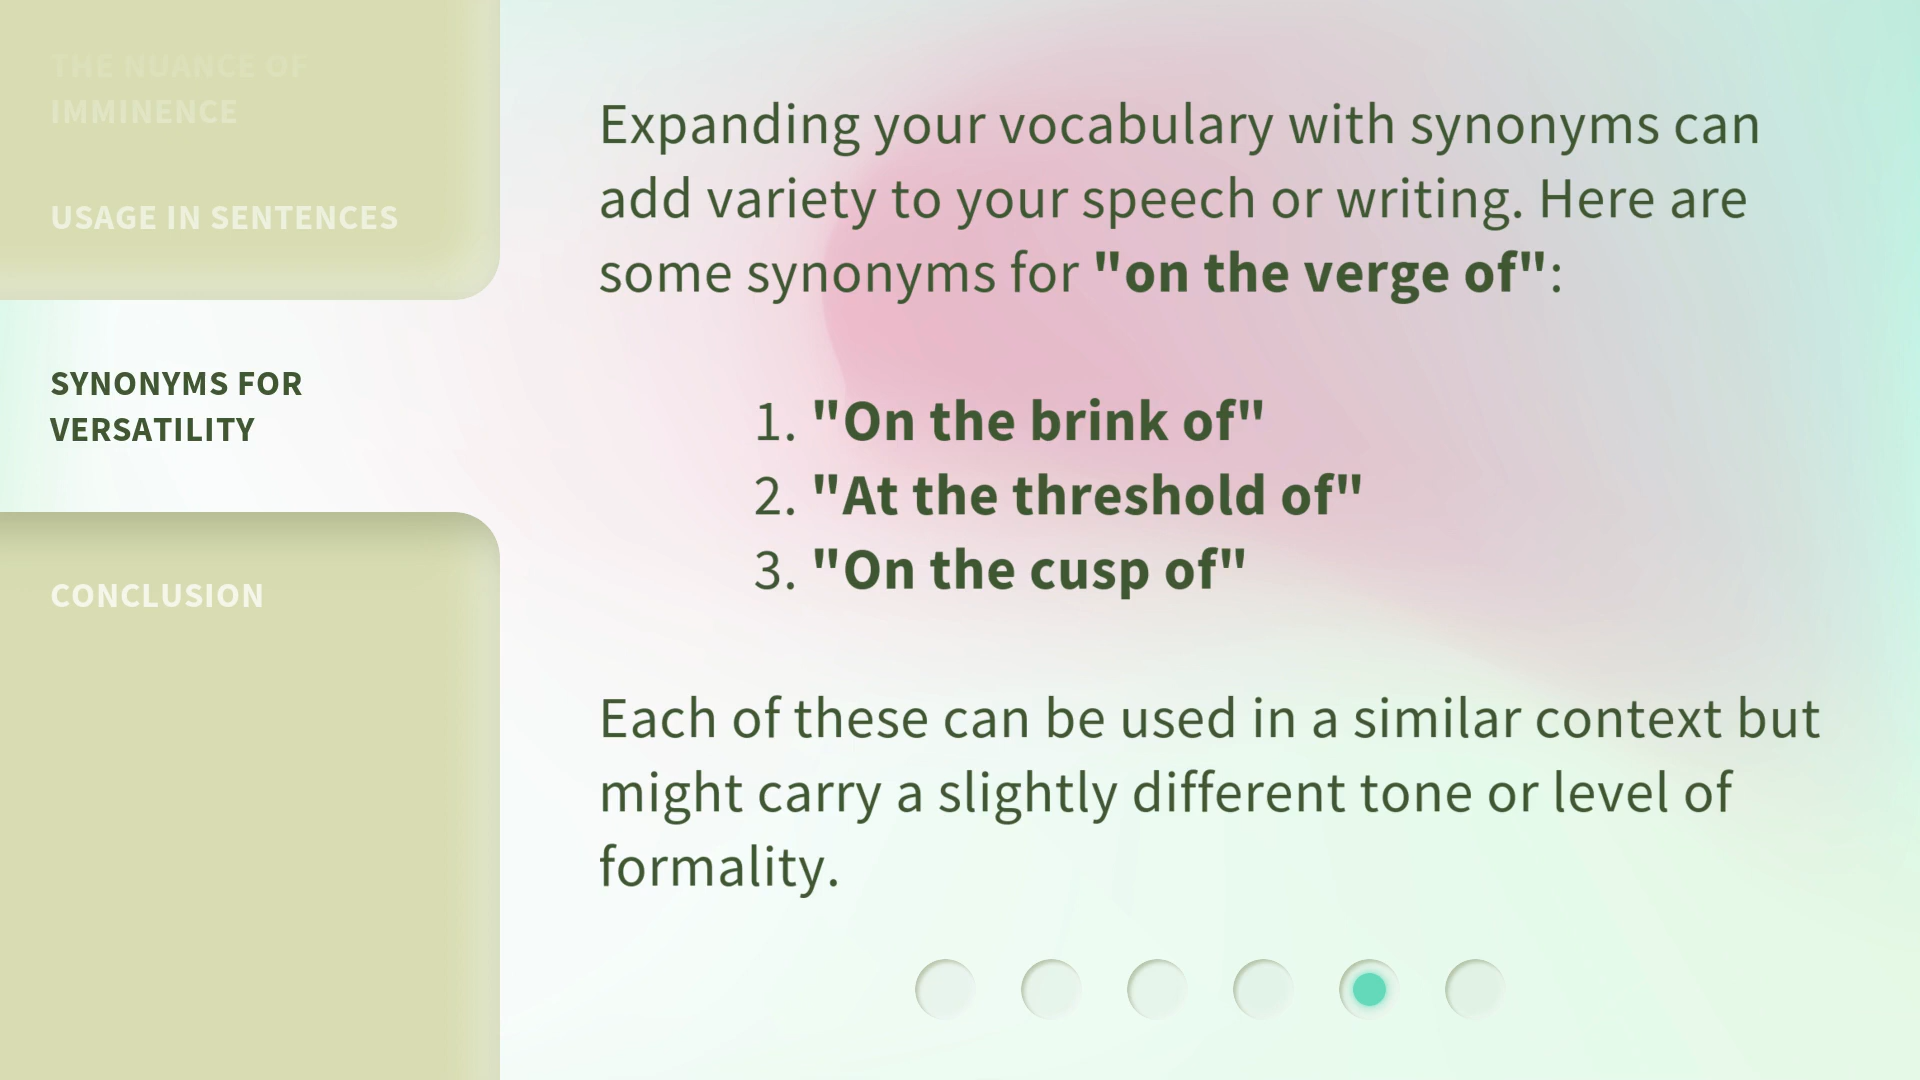 THE NUANCE OF
IMMINENCE
USAGE IN SENTENCES
SYNONYMS FOR
VERSATILITY
CONCLUSION
Expanding your vocabulary with synonyms can
add variety to your speech or writing. Here are
some synonyms for "on the verge of":
1. "On the brink of"
2. "At the threshold of"
3. "On the cusp of"
Each of these can be used in a similar context but
might carry a slightly different tone or level of
formality.